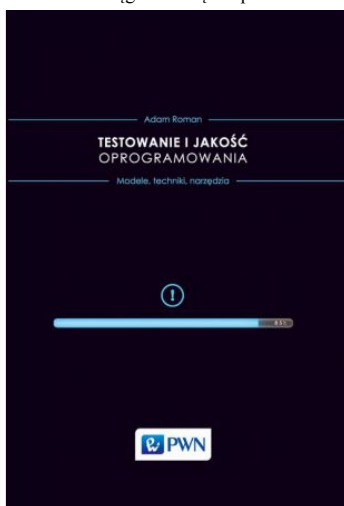 Adam Roman
TESTOWANIE I JAKOŚĆ
OPROGRAMOWANIA
Modele, techniki, narzędzia
PWN